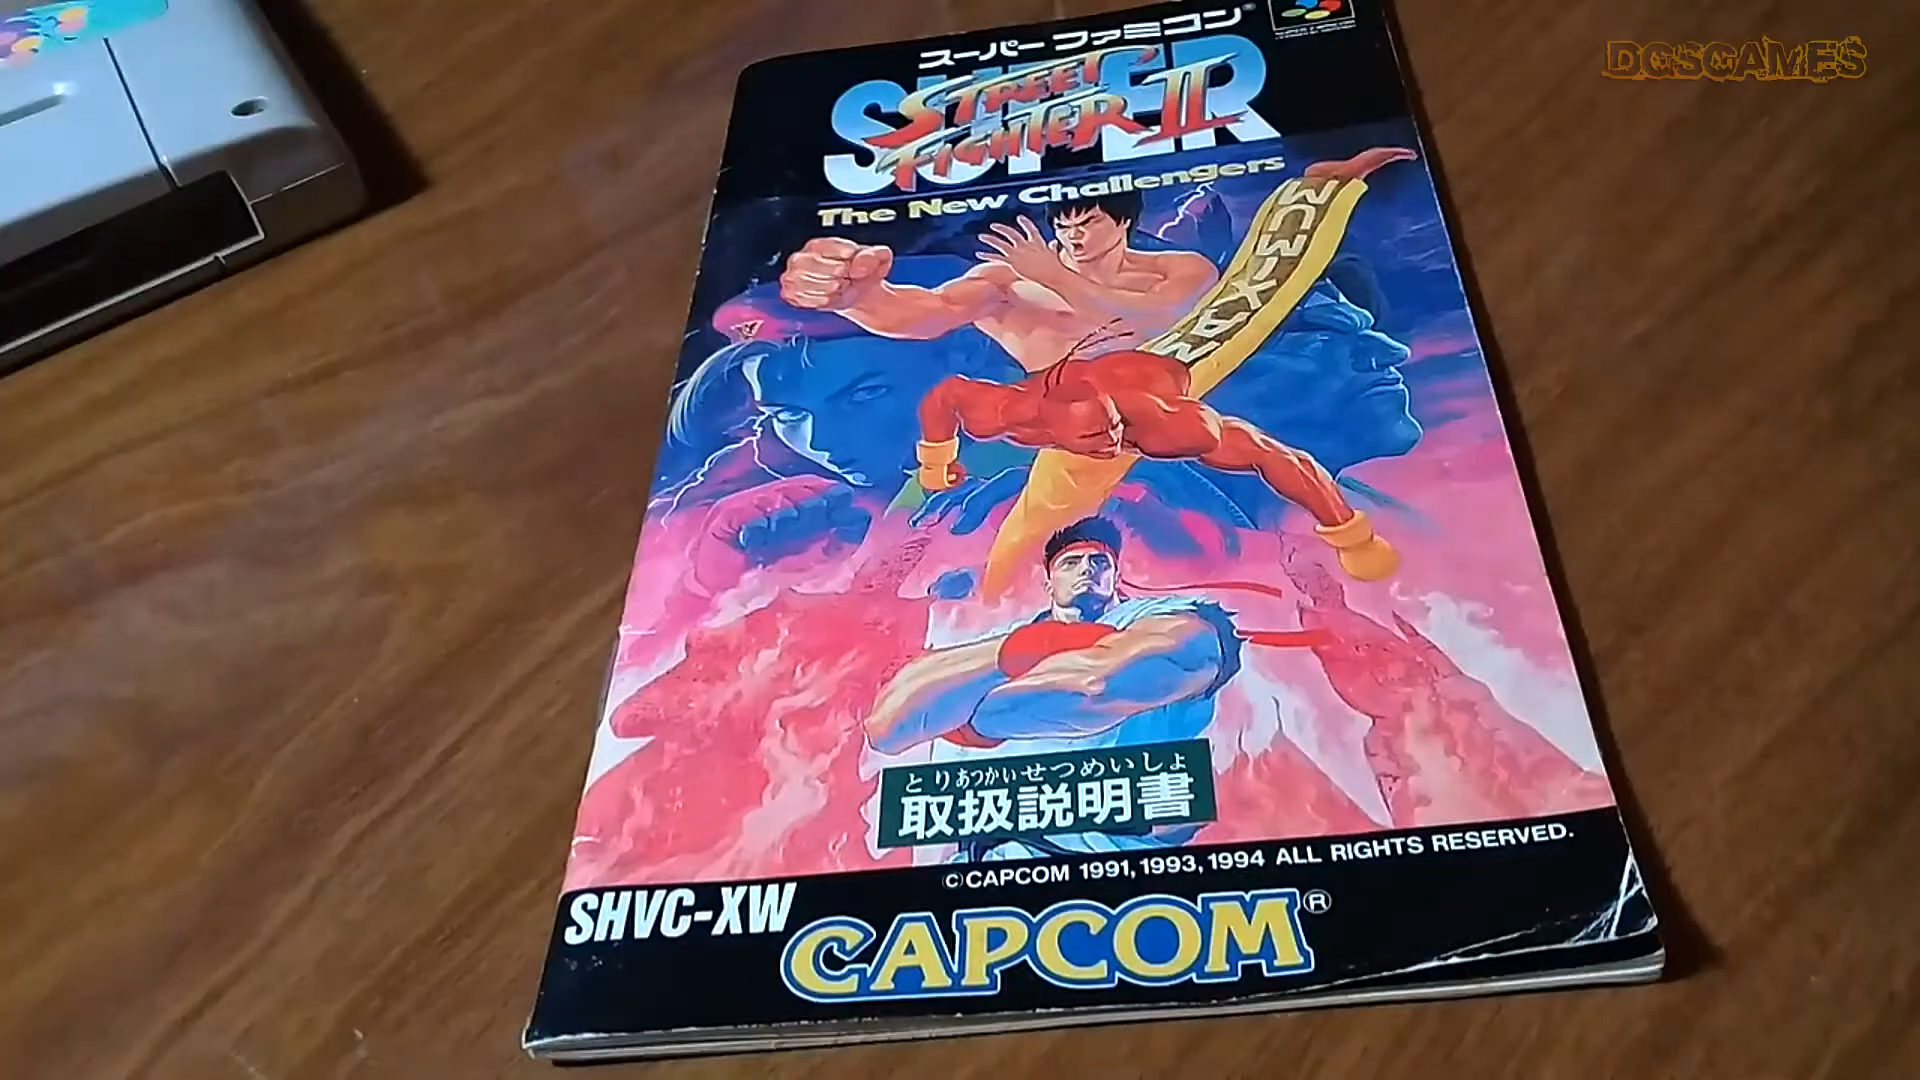 DGSGAMES
スーパーファミコン
SUPER
STREET
FIGHTER II
The New Challengers
とりあつかいせつめいしょ
取扱説明書
©CAPCOM 1991, 1993, 1994 ALL RIGHTS RESERVED.
SHVC-XW
CAPCOM®